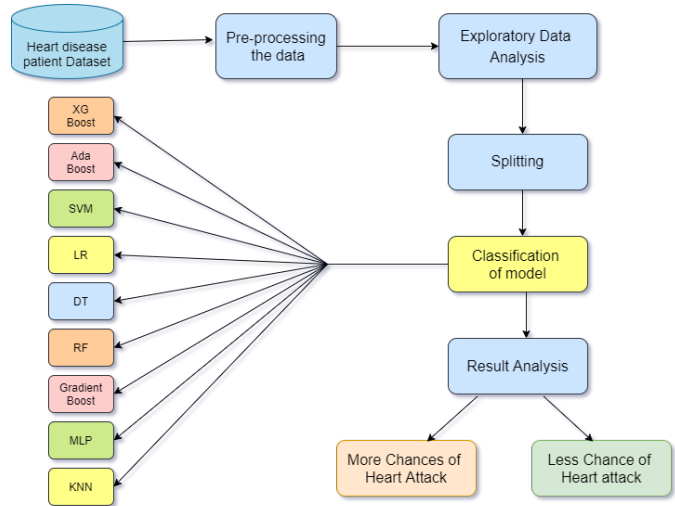 Heart disease
patient Dataset
Pre-processing
the data
Exploratory Data
Analysis
Splitting
Classification
of model
Result Analysis
More Chances of
Heart Attack
Less Chance of
Heart attack
XG
Boost
Ada
Boost
SVM
LR
DT
RF
Gradient
Boost
MLP
KNN